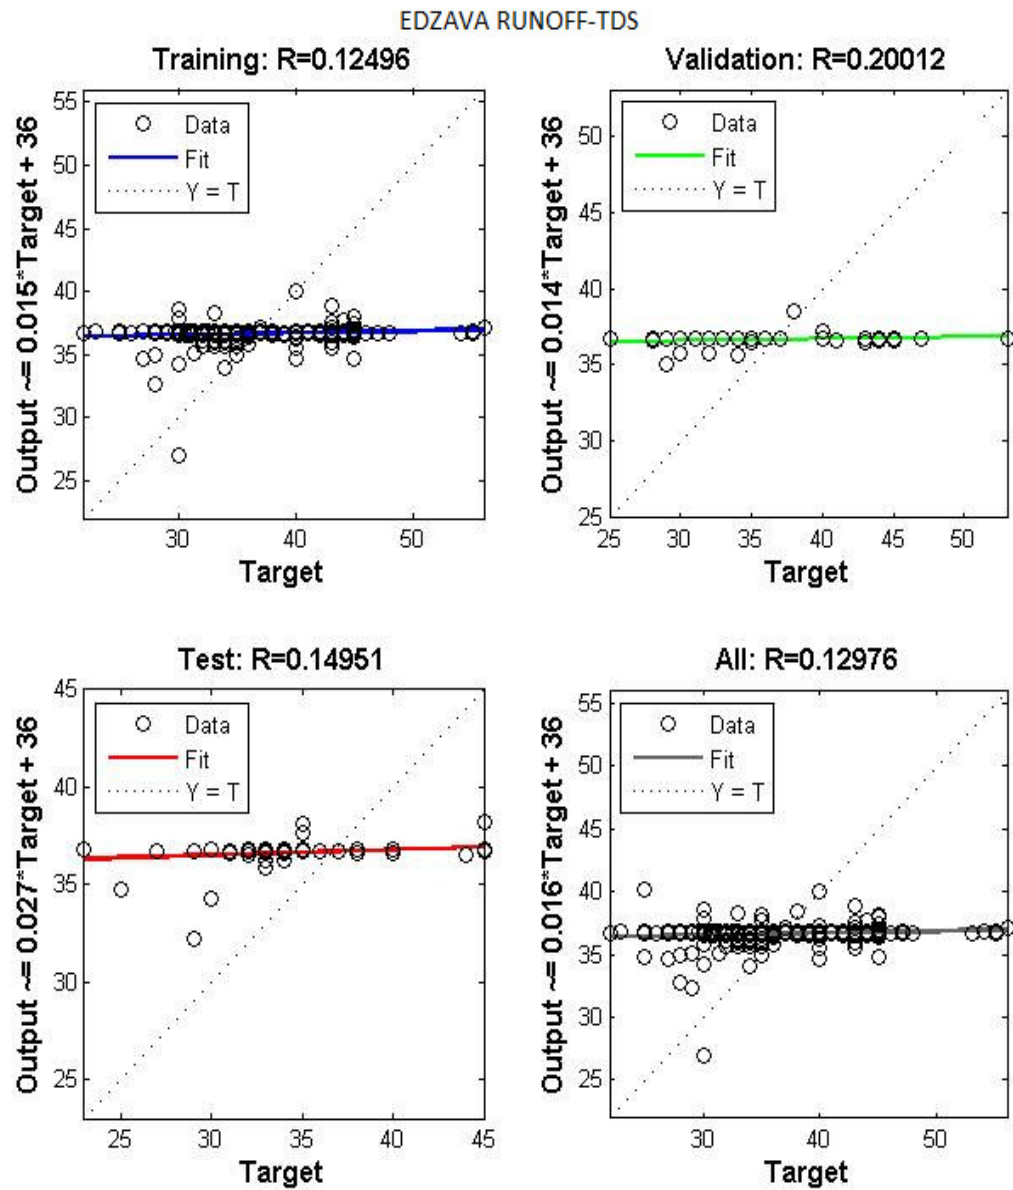 EDZAVA RUNOFF-TDS
Training: R=0.12496
Output ~= 0.015*Target + 36
55
50
45
40
35
30
25
Data
Fit
Y = T
30
40
50
Target
Validation: R=0.20012
Output ~= 0.014*Target + 36
50
45
40
35
30
25
Data
Fit
Y = T
25
30
35
40
45
50
Target
Test: R=0.14951
Output ~= 0.027*Target + 36
45
40
35
30
25
Data
Fit
Y = T
25
30
35
40
45
Target
All: R=0.12976
Output ~= 0.016*Target + 36
55
50
45
40
35
30
25
Data
Fit
Y = T
30
40
50
Target